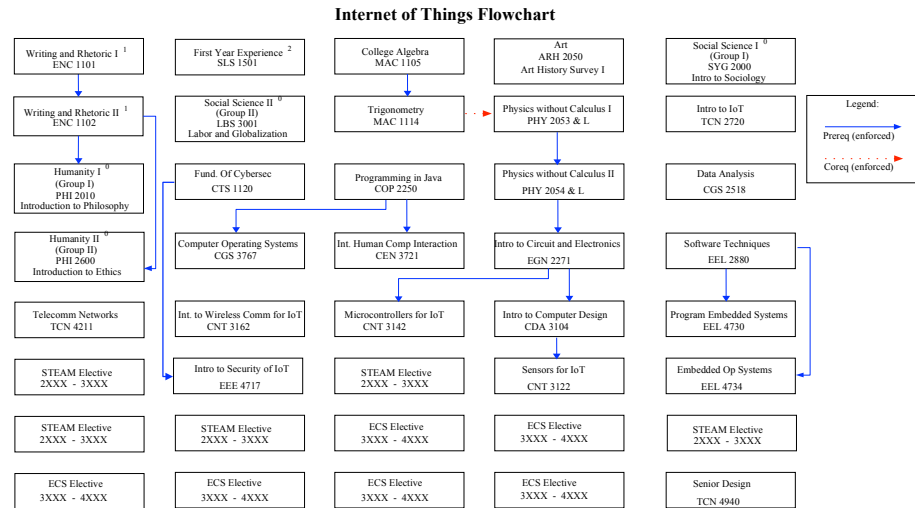 Internet of Things Flowchart
Writing and Rhetoric I 1
ENC 1101
First Year Experience 2
SLS 1501
College Algebra
MAC 1105
Art
ARH 2050
Art History Survey I
Social Science I 0
(Group I)
SYG 2000
Intro to Sociology
Writing and Rhetoric II 1
ENC 1102
Social Science II 0
(Group II)
LBS 3001
Labor and Globalization
Trigonometry
MAC 1114
Physics without Calculus I
PHY 2053 & L
Intro to IoT
TCN 2720
Legend:
Prereq (enforced)
Coreq (enforced)
Humanity I 0
(Group I)
PHI 2010
Introduction to Philosophy
Fund. Of Cybersec
CTS 1120
Programming in Java
COP 2250
Physics without Calculus II
PHY 2054 & L
Data Analysis
CGS 2518
Humanity II 0
(Group II)
PHI 2600
Introduction to Ethics
Computer Operating Systems
CGS 3767
Int. Human Comp Interaction
CEN 3721
Intro to Circuit and Electronics
EGN 2271
Software Techniques
EEL 2880
Telecomm Networks
TCN 4211
Int. to Wireless Comm for IoT
CNT 3162
Microcontrollers for IoT
CNT 3142
Intro to Computer Design
CDA 3104
Program Embedded Systems
EEL 4730
STEAM Elective
2XXX - 3XXX
Intro to Security of IoT
EEE 4717
STEAM Elective
2XXX - 3XXX
Sensors for IoT
CNT 3122
Embedded Op Systems
EEL 4734
STEAM Elective
2XXX - 3XXX
STEAM Elective
2XXX - 3XXX
ECS Elective
3XXX - 4XXX
ECS Elective
3XXX - 4XXX
STEAM Elective
2XXX - 3XXX
ECS Elective
3XXX - 4XXX
ECS Elective
3XXX - 4XXX
ECS Elective
3XXX - 4XXX
ECS Elective
3XXX - 4XXX
Senior Design
TCN 4940